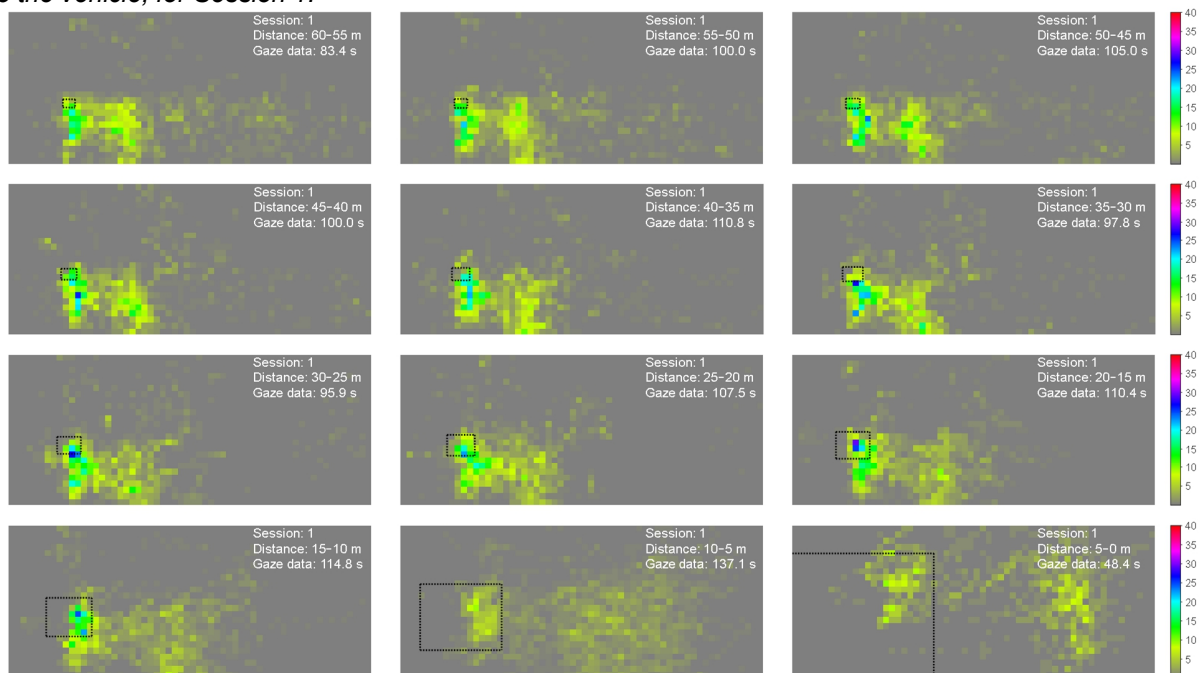 the vehicle, for Session 1.
Session: 1
Distance: 60−55 m
Gaze data: 83.4 s
Session: 1
Distance: 55−50 m
Gaze data: 100.0 s
Session: 1
Distance: 50−45 m
Gaze data: 105.0 s
40
35
30
25
20
15
10
5
Session: 1
Distance: 45−40 m
Gaze data: 100.0 s
Session: 1
Distance: 40−35 m
Gaze data: 110.8 s
Session: 1
Distance: 35−30 m
Gaze data: 97.8 s
40
35
30
25
20
15
10
5
Session: 1
Distance: 30−25 m
Gaze data: 95.9 s
Session: 1
Distance: 25−20 m
Gaze data: 107.5 s
Session: 1
Distance: 20−15 m
Gaze data: 110.4 s
40
35
30
25
20
15
10
5
Session: 1
Distance: 15−10 m
Gaze data: 114.8 s
Session: 1
Distance: 10−5 m
Gaze data: 137.1 s
Session: 1
Distance: 5−0 m
Gaze data: 48.4 s
40
35
30
25
20
15
10
5